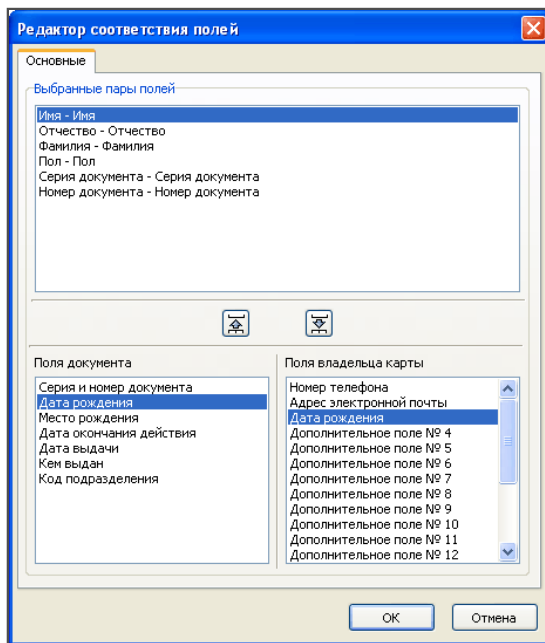 Редактор соответствия полей
Основные
Выбранные пары полей
Имя - Имя
Отчество - Отчество
Фамилия - Фамилия
Пол - Пол
Серия документа - Серия документа
Номер документа - Номер документа
Поля документа
Серия и номер документа
Дата рождения
Место рождения
Дата окончания действия
Дата выдачи
Кем выдан
Код подразделения
Поля владельца карты
Номер телефона
Адрес электронной почты
Дата рождения
Дополнительное поле № 4
Дополнительное поле № 5
Дополнительное поле № 6
Дополнительное поле № 7
Дополнительное поле № 8
Дополнительное поле № 9
Дополнительное поле № 10
Дополнительное поле № 11
Дополнительное поле № 12
ОК
Отмена